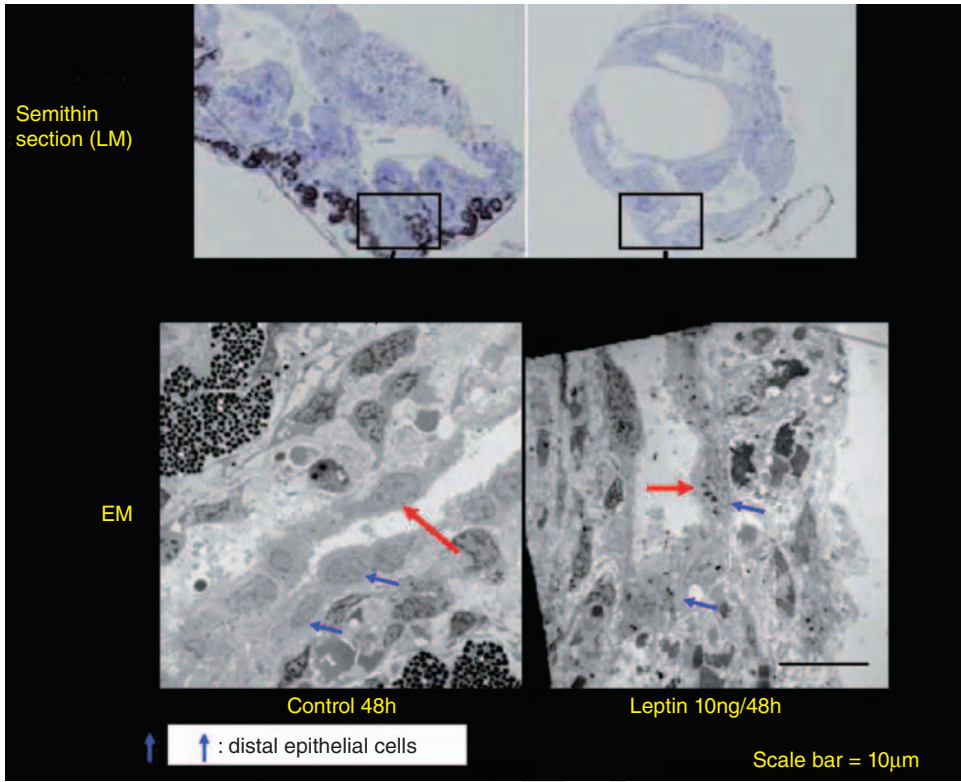 Semithin
section (LM)
EM
Control 48h
Leptin 10ng/48h
: distal epithelial cells
Scale bar = 10μm